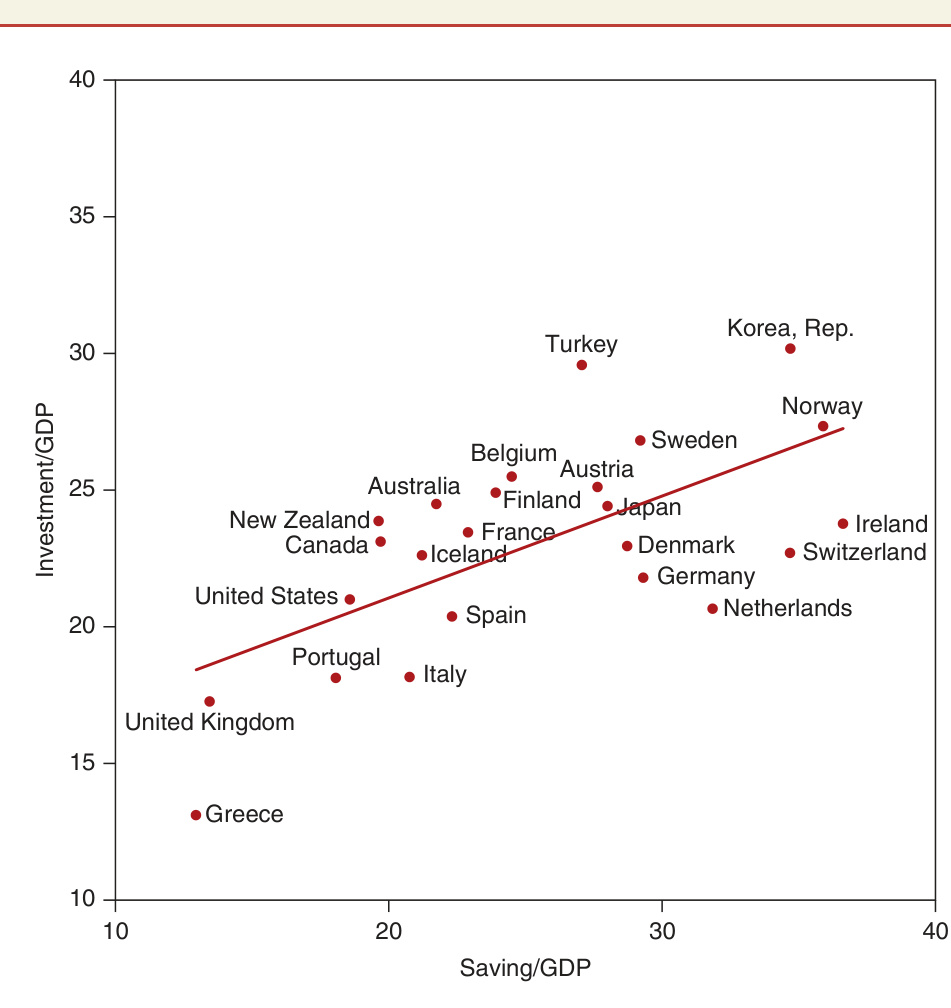 40
35
30
25
20
15
10
Investment/GDP
Korea, Rep.
Turkey
Norway
Sweden
Belgium
Austria
Australia
Finland
Japan
New Zealand
France
Ireland
Canada
Iceland
Denmark
Switzerland
Germany
United States
Spain
Netherlands
Portugal
Italy
United Kingdom
Greece
10
20
30
40
Saving/GDP